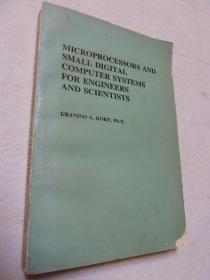 MICROPROCESSORS AND
SMALL DIGITAL
COMPUTER SYSTEMS
FOR ENGINEERS
AND SCIENTISTS
GRANINO A. KORN, Ph.D.